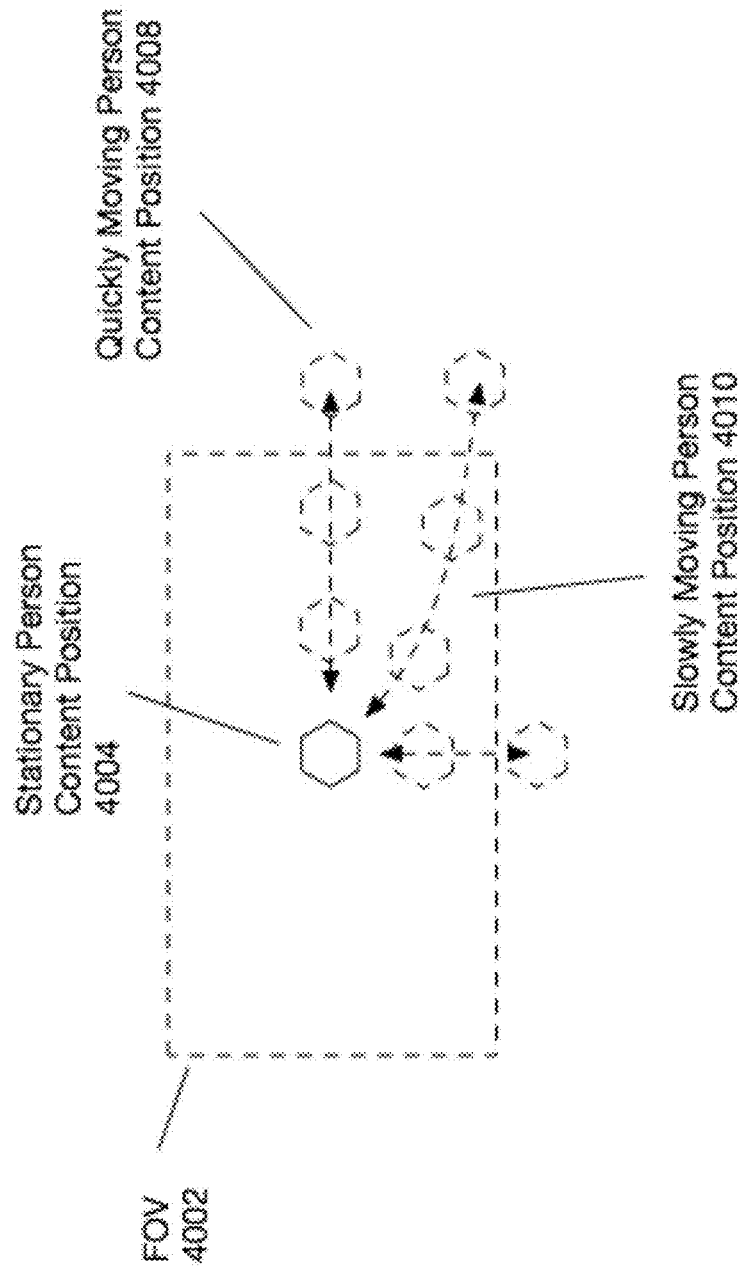 FOV
4002
Stationary Person
Content Position
4004
Quickly Moving Person
Content Position 4008
Slowly Moving Person
Content Position 4010